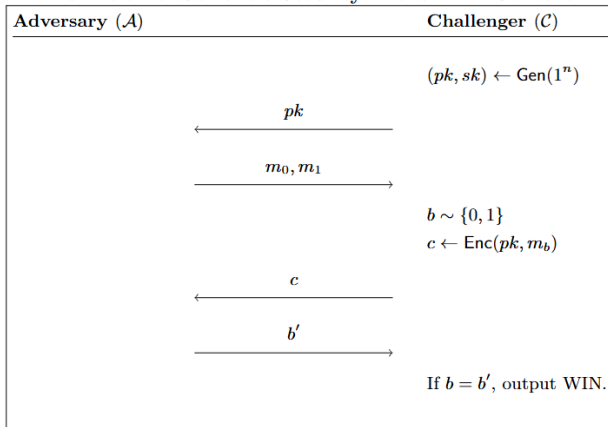 Adversary (𝒜) Challenger (𝒞)
(pk, sk) ← Gen(1ⁿ)
pk
m₀, m₁
b ∼ {0, 1}
c ← Enc(pk, m_b)
c
b′
If b = b′, output WIN.